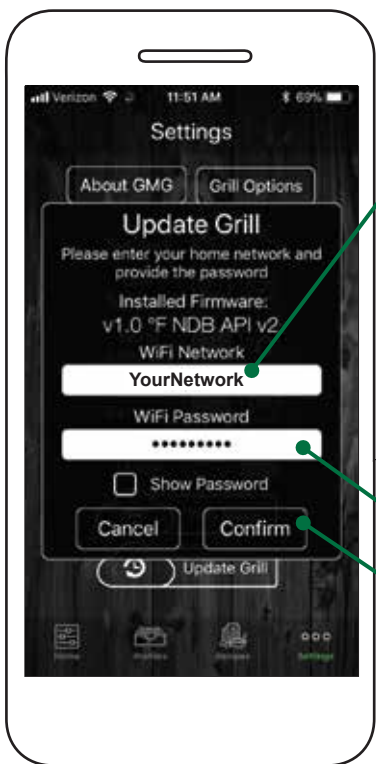 Verizon 11:51 AM 69%
Settings
About GMG Grill Options
Update Grill
Please enter your home network and
provide the password
Installed Firmware:
v1.0 °F NDB API v2
WiFi Network
YourNetwork
WiFi Password
•••••••••
Show Password
Cancel Confirm
Update Grill
Settings